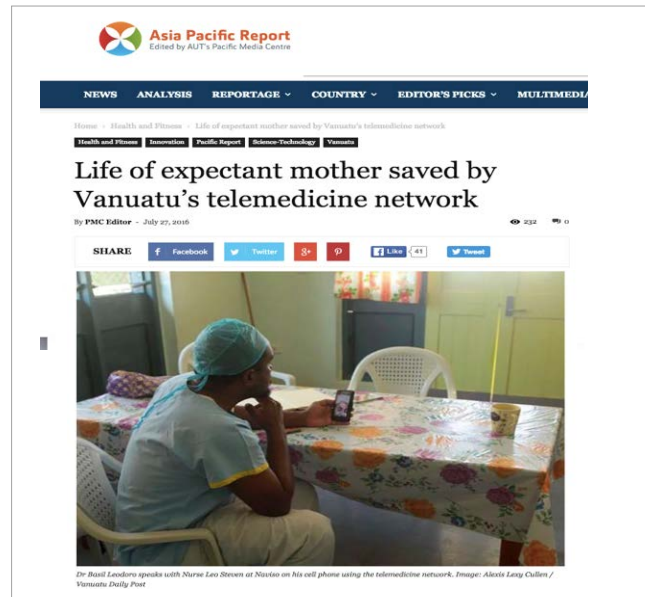 Asia Pacific Report
Edited by AUT's Pacific Media Centre
NEWS ANALYSIS REPORTAGE COUNTRY EDITOR'S PICKS MULTIMEDIA
Home Health and Fitness Life of expectant mother saved by Vanuatu's telemedicine network
Health and Fitness Innovation Pacific Report Science-Technology Vanuatu
Life of expectant mother saved by
Vanuatu's telemedicine network
By PMC Editor - July 27, 2016 232 0
SHARE f Facebook Twitter g+ Like 41 Tweet
Dr Basil Leodoro speaks with Nurse Leo Steven at Naviso on his cell phone using the telemedicine network. Image: Alexis Lexy Cullen /
Vanuatu Daily Post